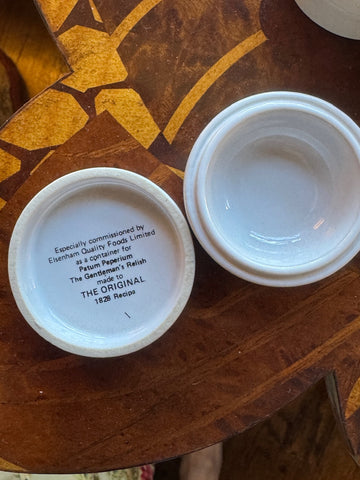 Especially commissioned by
Elsenham Quality Foods Limited
as a container for
Patum Peperium
The Gentleman's Relish
made to
THE ORIGINAL
1828 Recipe